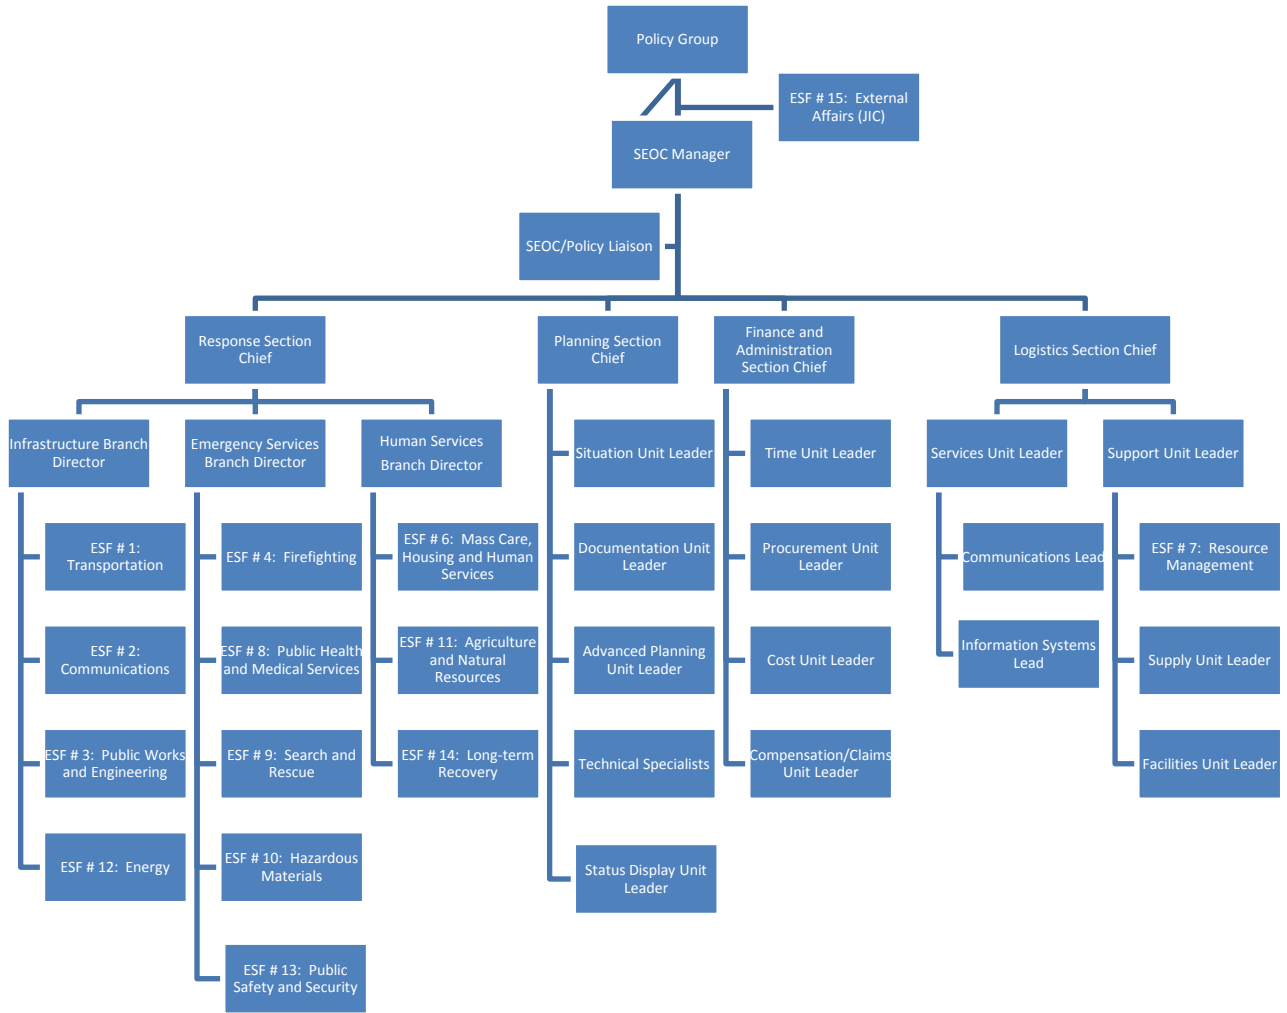 Policy Group
ESF # 15:  External
Affairs (JIC)
SEOC Manager
SEOC/Policy Liaison
Response Section
Chief
Planning Section
Chief
Finance and
Administration
Section Chief
Logistics Section Chief
Infrastructure Branch
Director
Emergency Services
Branch Director
Human Services
Branch Director
Situation Unit Leader
Time Unit Leader
Services Unit Leader
Support Unit Leader
ESF # 1:
Transportation
ESF # 4:  Firefighting
ESF # 6:  Mass Care,
Housing and Human
Services
Documentation Unit
Leader
Procurement Unit
Leader
Communications Lead
ESF # 7:  Resource
Management
ESF # 2:
Communications
ESF # 8:  Public Health
and Medical Services
ESF # 11:  Agriculture
and Natural
Resources
Advanced Planning
Unit Leader
Cost Unit Leader
Information Systems
Lead
Supply Unit Leader
ESF # 3:  Public Works
and Engineering
ESF # 9:  Search and
Rescue
ESF # 14:  Long-term
Recovery
Technical Specialists
Compensation/Claims
Unit Leader
Facilities Unit Leader
ESF # 12:  Energy
ESF # 10:  Hazardous
Materials
Status Display Unit
Leader
ESF # 13:  Public
Safety and Security